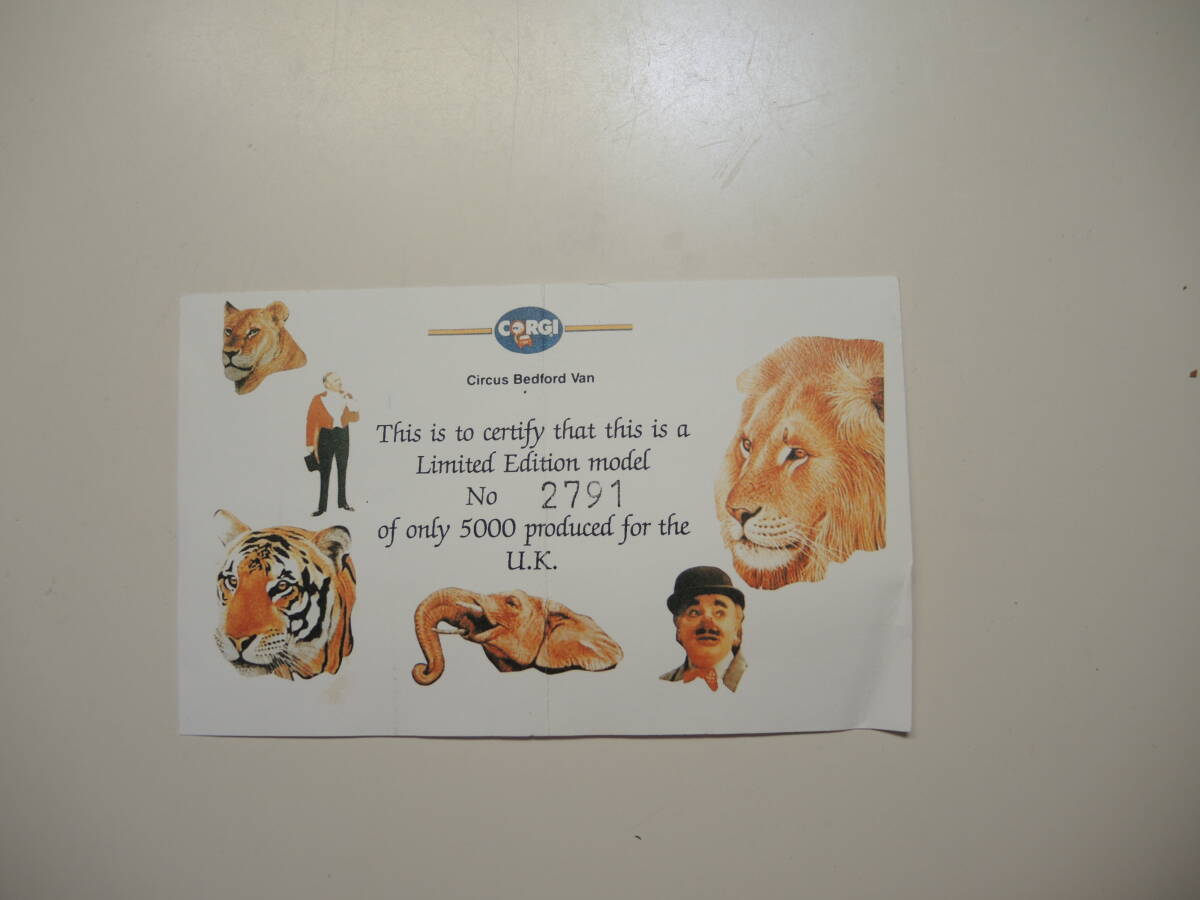 CORGI
Circus Bedford Van
This is to certify that this is a
Limited Edition model
No 2791
of only 5000 produced for the
U.K.